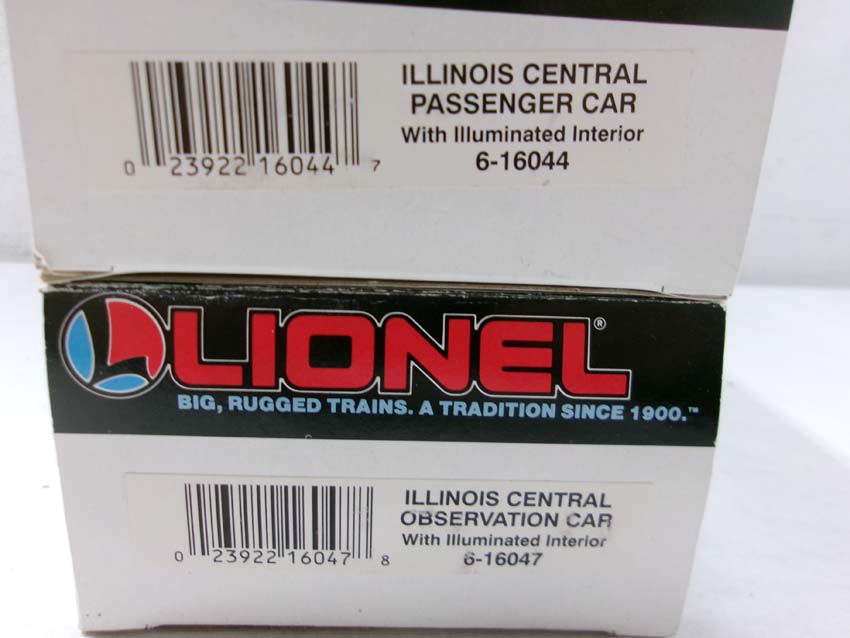 ILLINOIS CENTRAL
PASSENGER CAR
With Illuminated Interior
6-16044
0 23922 16044 7
LIONEL®
BIG, RUGGED TRAINS. A TRADITION SINCE 1900.™
ILLINOIS CENTRAL
OBSERVATION CAR
With Illuminated Interior
6-16047
0 23922 16047 8